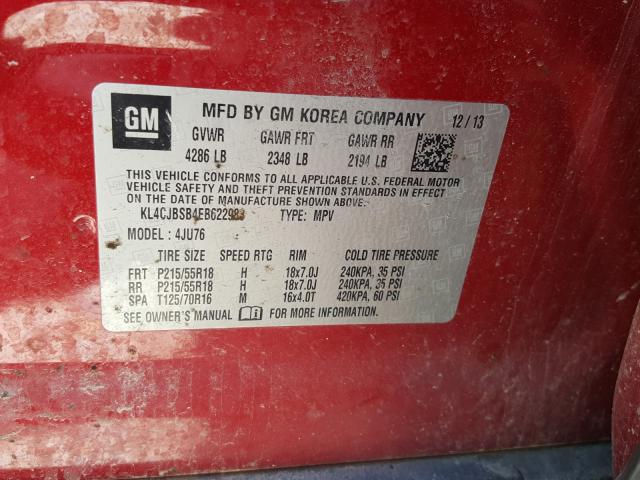 GM MFD BY GM KOREA COMPANY 12/13
GVWR GAWR FRT GAWR RR
4286 LB 2348 LB 2194 LB
THIS VEHICLE CONFORMS TO ALL APPLICABLE U.S. FEDERAL MOTOR
VEHICLE SAFETY AND THEFT PREVENTION STANDARDS IN EFFECT
ON THE DATE OF MANUFACTURE SHOWN ABOVE.
TYPE: MPV
MODEL: 4JU76
TIRE SIZE SPEED RTG RIM COLD TIRE PRESSURE
FRT P215/55R18 H 18x7.0J 240KPA, 35 PSI
RR P215/55R18 H 18x7.0J 240KPA, 35 PSI
SPA T125/70R16 M 16x4.0T 420KPA, 60 PSI
SEE OWNER'S MANUAL FOR MORE INFORMATION.